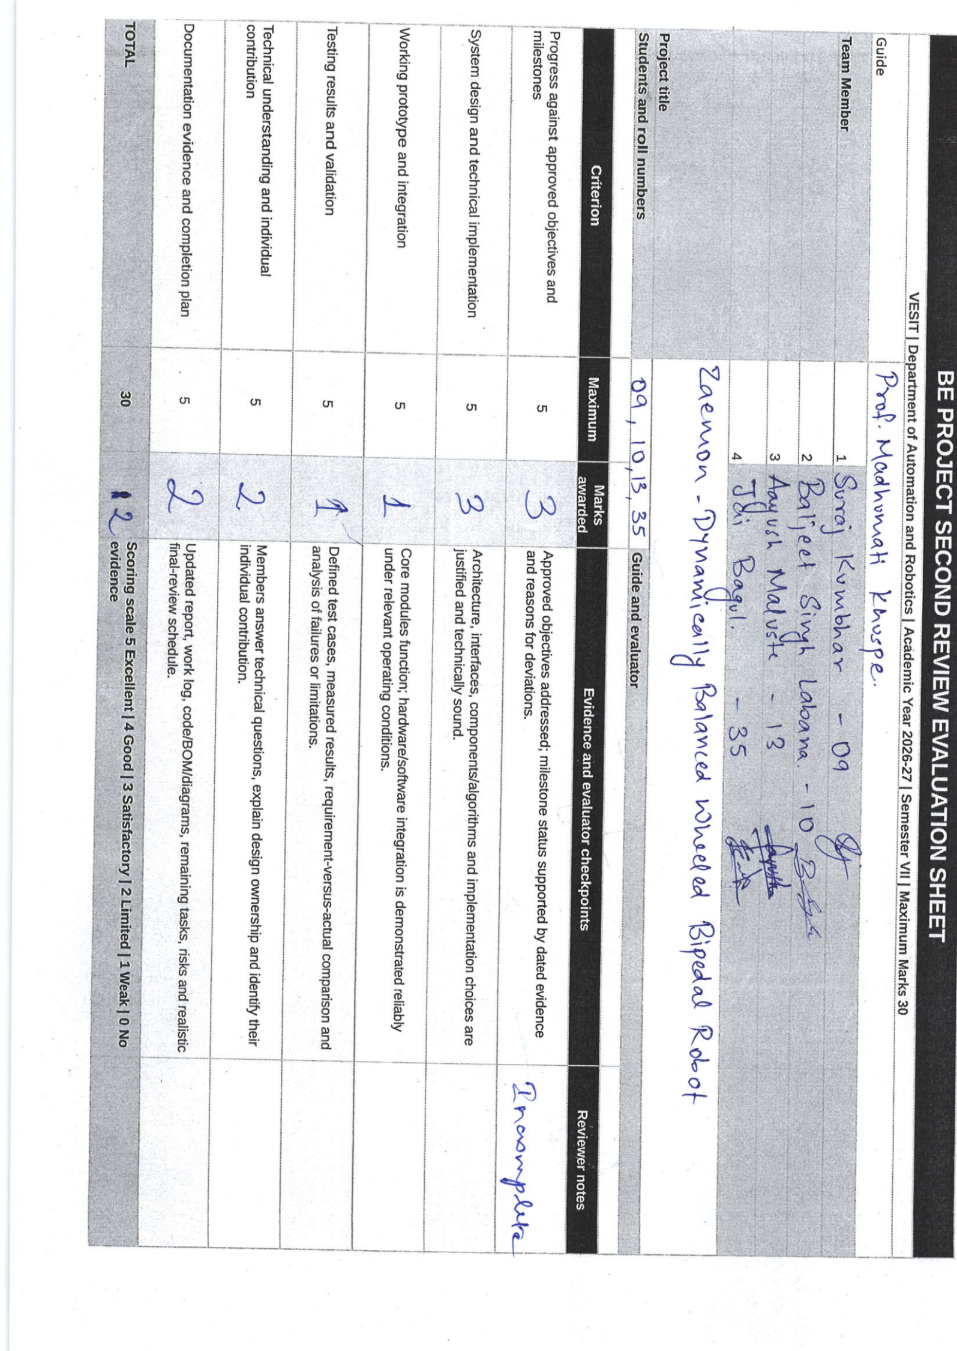 BE PROJECT SECOND REVIEW EVALUATION SHEET
VESIT | Department of Automation and Robotics | Academic Year 2026-27 | Semester VII | Maximum Marks 30
Guide Prof. Madhumati Khuspe.
Team Member 1 Suraj Kumbhar - 09
2 Baljeet Singh Labana. - 10
3 Aayush Maluste - 13
4 Jdi Bagul. - 35
Project title Zaemon - Dynamically Balanced Wheeled Bipedal Robot
Students and roll numbers 09, 10, 13, 35 Guide and evaluator
Criterion Maximum Marks awarded Evidence and evaluator checkpoints Reviewer notes
Progress against approved objectives and milestones 5 3 Approved objectives addressed; milestone status supported by dated evidence and reasons for deviations. Inasmplete
System design and technical implementation 5 3 Architecture, interfaces, components/algorithms and implementation choices are justified and technically sound.
Working prototype and integration 5 1 Core modules function; hardware/software integration is demonstrated reliably under relevant operating conditions.
Testing results and validation 5 1 Defined test cases, measured results, requirement-versus-actual comparison and analysis of failures or limitations.
Technical understanding and individual contribution 5 2 Members answer technical questions, explain design ownership and identify their individual contribution.
Documentation evidence and completion plan 5 2 Updated report, work log, code/BOM/diagrams, remaining tasks, risks and realistic final-review schedule.
TOTAL 30 12 Scoring scale 5 Excellent | 4 Good | 3 Satisfactory | 2 Limited | 1 Weak | 0 No evidence